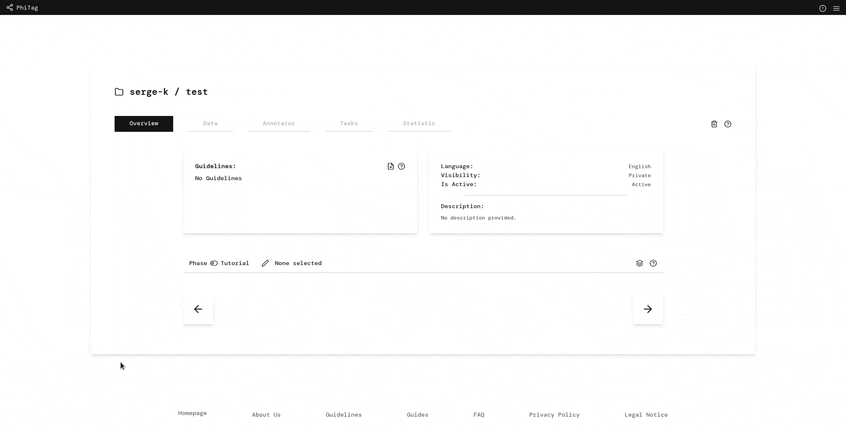 PhiTag
serge-k / test
Overview Data Annotator Tasks Statistic
Guidelines:
No Guidelines
Language: English
Visibility: Private
Is Active: Active
Description:
No description provided.
Phase Tutorial None selected
Homepage About Us Guidelines Guides FAQ Privacy Policy Legal Notice